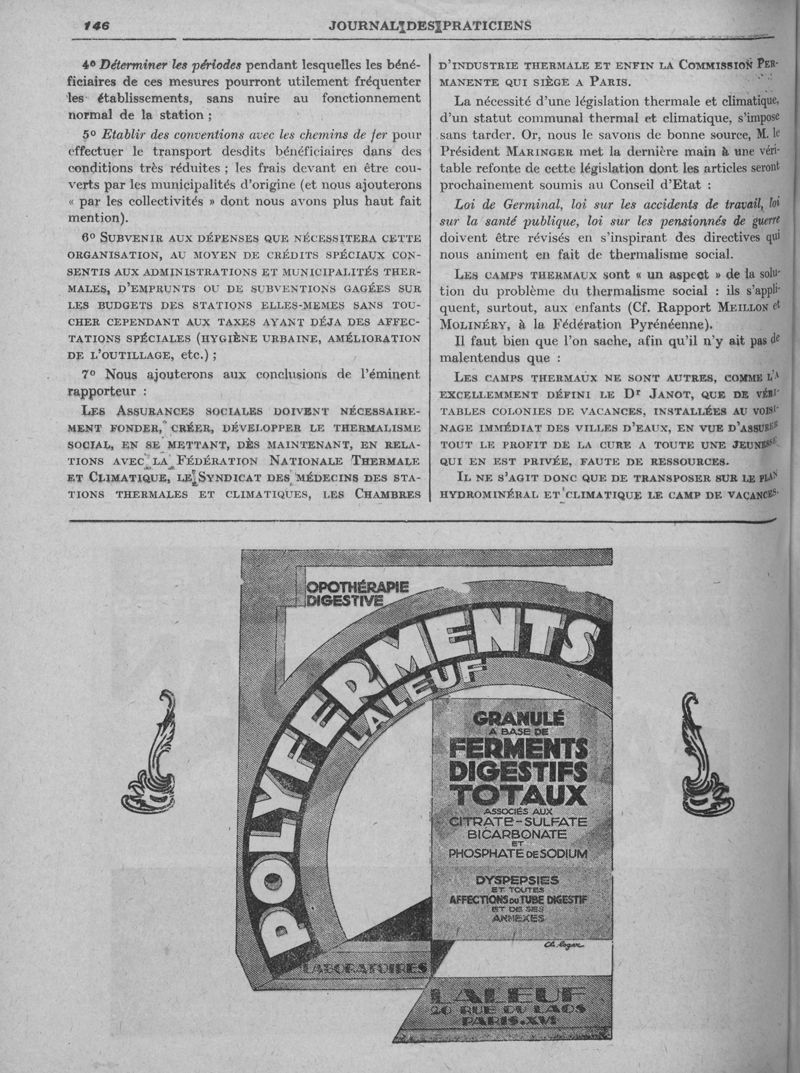 146
JOURNAL DES PRATICIENS
4º Déterminer les périodes pendant lesquelles les béné-
ficiaires de ces mesures pourront utilement fréquenter
les établissements, sans nuire au fonctionnement
normal de la station ;
5º Etablir des conventions avec les chemins de fer pour
effectuer le transport desdits bénéficiaires dans des
conditions très réduites ; les frais devant en être cou-
verts par les municipalités d'origine (et nous ajouterons
« par les collectivités » dont nous avons plus haut fait
mention).
6º SUBVENIR AUX DÉPENSES QUE NÉCESSITERA CETTE
ORGANISATION, AU MOYEN DE CRÉDITS SPÉCIAUX CON-
SENTIS AUX ADMINISTRATIONS ET MUNICIPALITÉS THER-
MALES, D'EMPRUNTS OU DE SUBVENTIONS GAGÉES SUR
LES BUDGETS DES STATIONS ELLES-MEMES SANS TOU-
CHER CEPENDANT AUX TAXES AYANT DÉJA DES AFFEC-
TATIONS SPÉCIALES (HYGIÈNE URBAINE, AMÉLIORATION
DE L'OUTILLAGE, etc.) ;
7º Nous ajouterons aux conclusions de l'éminent
rapporteur :
LES ASSURANCES SOCIALES DOIVENT NÉCESSAIRE-
MENT FONDER, CRÉER, DÉVELOPPER LE THERMALISME
SOCIAL, EN SE METTANT, DÈS MAINTENANT, EN RELA-
TIONS AVEC LA FÉDÉRATION NATIONALE THERMALE
ET CLIMATIQUE, LE SYNDICAT DES MÉDECINS DES STA-
TIONS THERMALES ET CLIMATIQUES, LES CHAMBRES
D'INDUSTRIE THERMALE ET ENFIN LA COMMISSION PER-
MANENTE QUI SIÈGE A PARIS.
La nécessité d'une législation thermale et climatique,
d'un statut communal thermal et climatique, s'impose
sans tarder. Or, nous le savons de bonne source, M. le
Président MARINGER met la dernière main à une véri-
table refonte de cette législation dont les articles seront
prochainement soumis au Conseil d'Etat :
Loi de Germinal, loi sur les accidents de travail, loi
sur la santé publique, loi sur les pensionnés de guerre
doivent être révisés en s'inspirant des directives qui
nous animent en fait de thermalisme social.
LES CAMPS THERMAUX sont « un aspect » de la solu-
tion du problème du thermalisme social : ils s'appli-
quent, surtout, aux enfants (Cf. Rapport MEILLON et
MOLINÉRY, à la Fédération Pyrénéenne).
Il faut bien que l'on sache, afin qu'il n'y ait pas de
malentendus que :
LES CAMPS THERMAUX NE SONT AUTRES, COMME L'A
EXCELLEMMENT DÉFINI LE Dr JANOT, QUE DE VÉRI-
TABLES COLONIES DE VACANCES, INSTALLÉES AU VOISI-
NAGE IMMÉDIAT DES VILLES D'EAUX, EN VUE D'ASSURER
TOUT LE PROFIT DE LA CURE A TOUTE UNE JEUNESSE
QUI EN EST PRIVÉE, FAUTE DE RESSOURCES.
IL NE S'AGIT DONC QUE DE TRANSPOSER SUR LE PLAN
HYDROMINÉRAL ET CLIMATIQUE LE CAMP DE VACANCES.
OPOTHÉRAPIE
DIGESTIVE
POLYFERMENTS
LALEUF
GRANULÉ
A BASE DE
FERMENTS
DIGESTIFS
TOTAUX
ASSOCIÉS AUX
CITRATE-SULFATE
BICARBONATE
ET
PHOSPHATE DE SODIUM
DYSPEPSIES
ET TOUTES
AFFECTIONS DU TUBE DIGESTIF
ET DE SES
ANNEXES
Ch. Roger
LABORATOIRES
LALEUF
20 RUE DU LAOS
PARIS.XVI